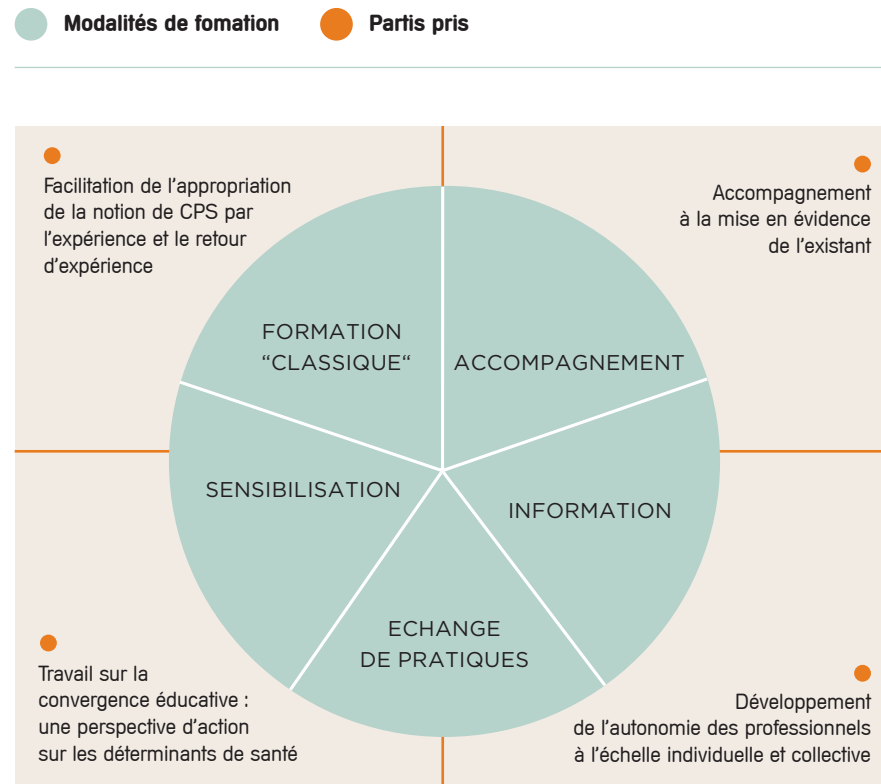 Modalités de fomation
Partis pris
Facilitation de l'appropriation
de la notion de CPS par
l'expérience et le retour
d'expérience
Accompagnement
à la mise en évidence
de l'existant
FORMATION
“CLASSIQUE“
ACCOMPAGNEMENT
SENSIBILISATION
INFORMATION
ECHANGE
DE PRATIQUES
Travail sur la
convergence éducative :
une perspective d'action
sur les déterminants de santé
Développement
de l'autonomie des professionnels
à l'échelle individuelle et collective